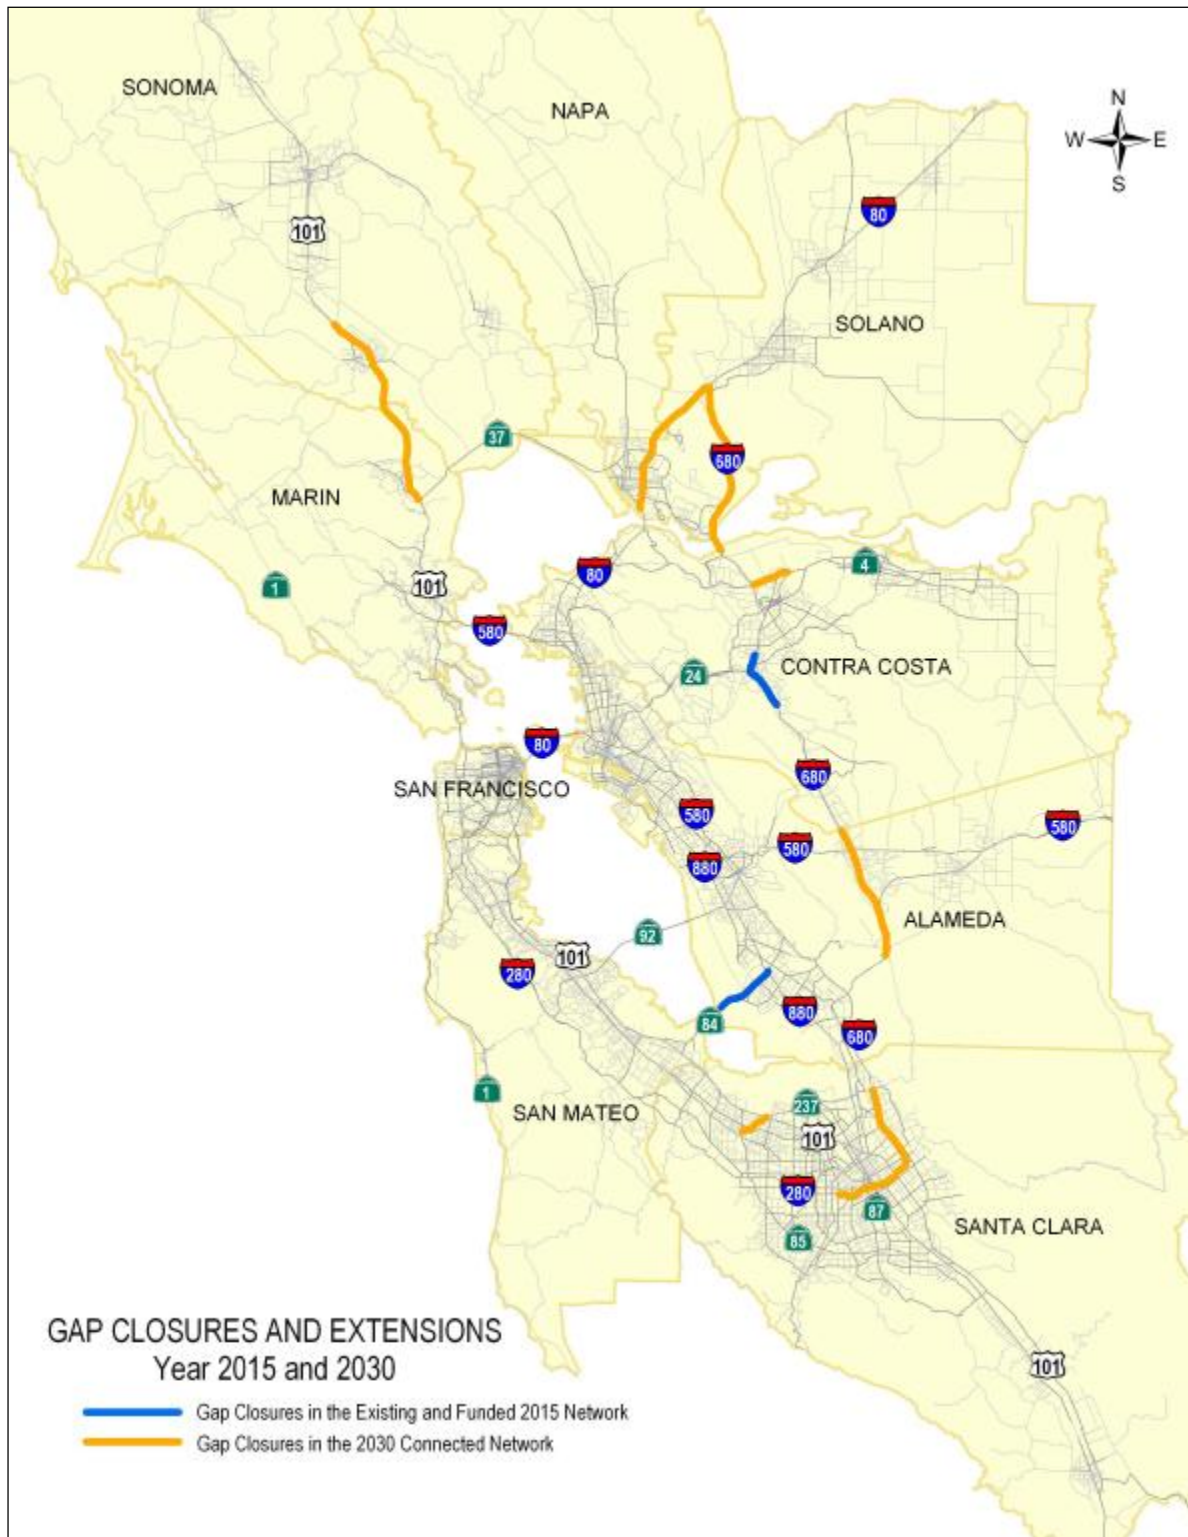 SONOMA
NAPA
N
W E
S
80
101
SOLANO
37
680
MARIN
4
80
1
101
580
CONTRA COSTA
24
80
680
SAN FRANCISCO
580
580
580
880
ALAMEDA
92
101
280
880
84
680
1
237
SAN MATEO
101
280
87
SANTA CLARA
85
GAP CLOSURES AND EXTENSIONS
Year 2015 and 2030
101
Gap Closures in the Existing and Funded 2015 Network
Gap Closures in the 2030 Connected Network